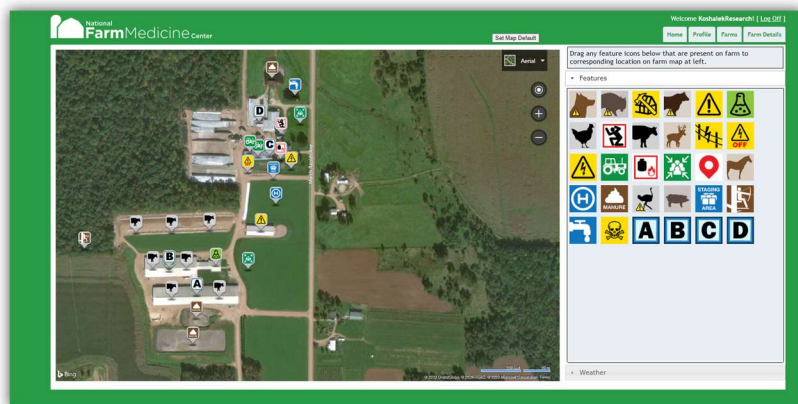 National
FarmMedicine Center
Welcome KoshalekResearch! [ Log Off ]
Set Map Default
Home Profile Farms Farm Details
Drag any feature icons below that are present on farm to
corresponding location on farm map at left.
Aerial
Features
OFF
H
MANURE
STAGING
AREA
A B C D
D
C
H
B
A
Bing
Weather